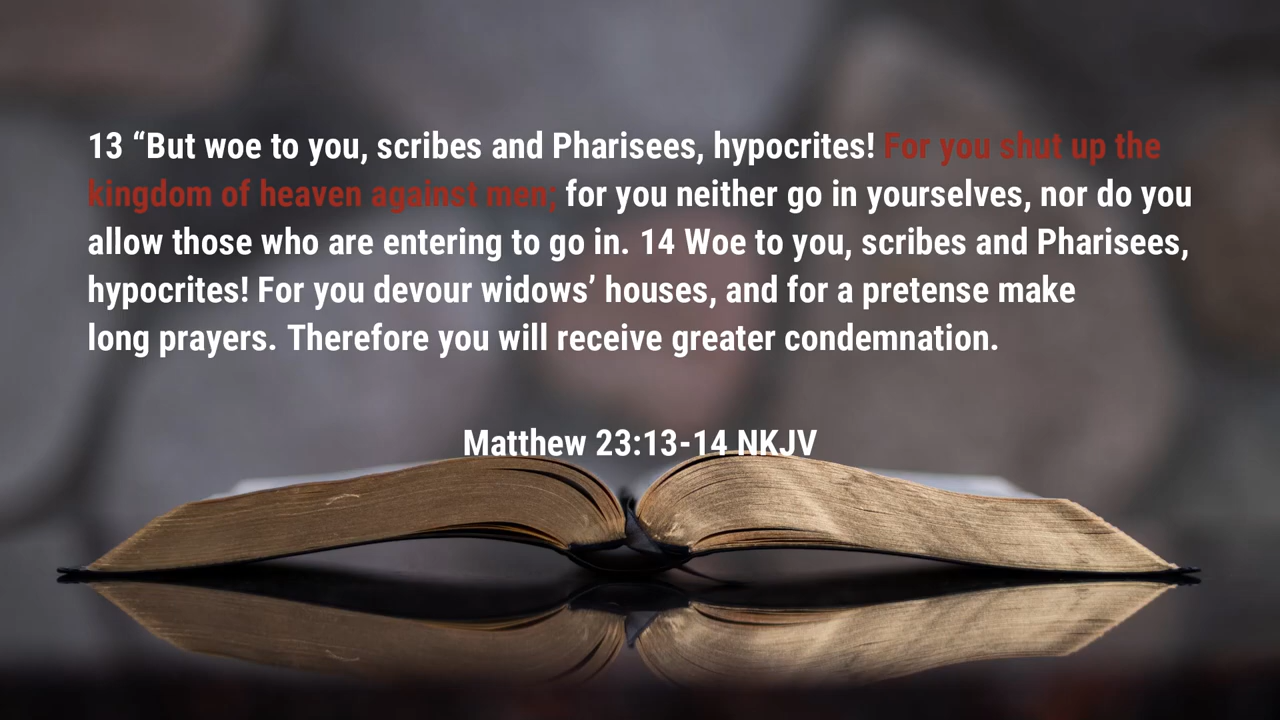 13 “But woe to you, scribes and Pharisees, hypocrites! For you shut up the
kingdom of heaven against men; for you neither go in yourselves, nor do you
allow those who are entering to go in. 14 Woe to you, scribes and Pharisees,
hypocrites! For you devour widows’ houses, and for a pretense make
long prayers. Therefore you will receive greater condemnation.
Matthew 23:13-14 NKJV